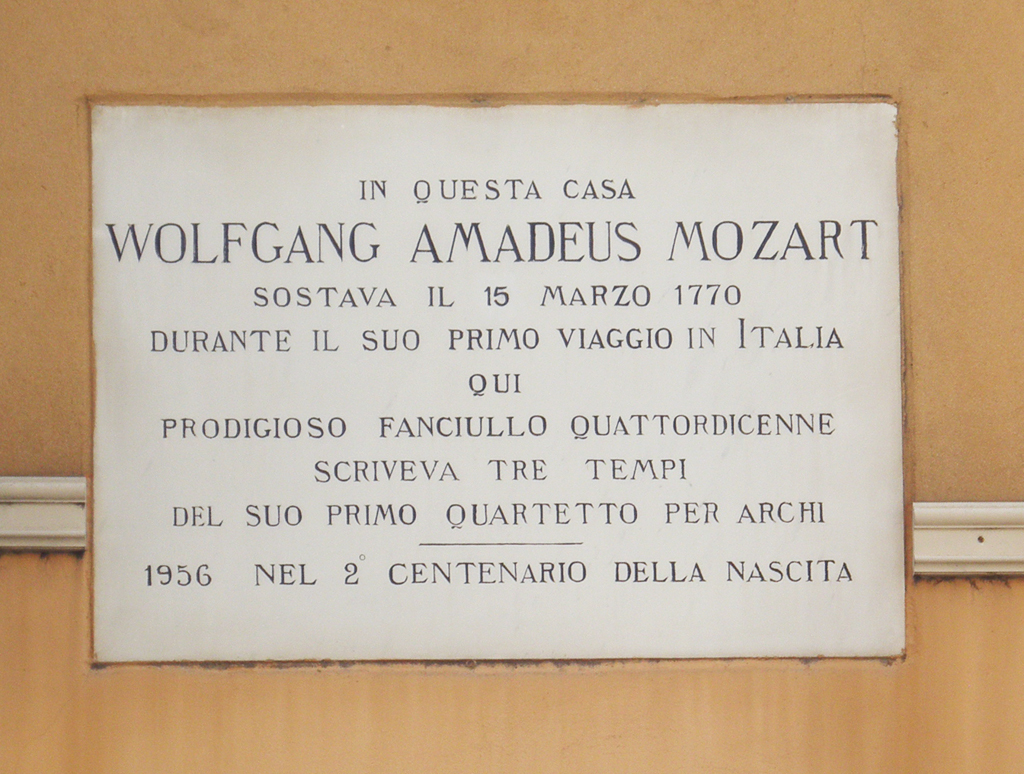 IN QUESTA CASA
WOLFGANG AMADEUS MOZART
SOSTAVA IL 15 MARZO 1770
DURANTE IL SUO PRIMO VIAGGIO IN ITALIA
QUI
PRODIGIOSO FANCIULLO QUATTORDICENNE
SCRIVEVA TRE TEMPI
DEL SUO PRIMO QUARTETTO PER ARCHI
1956 NEL 2° CENTENARIO DELLA NASCITA